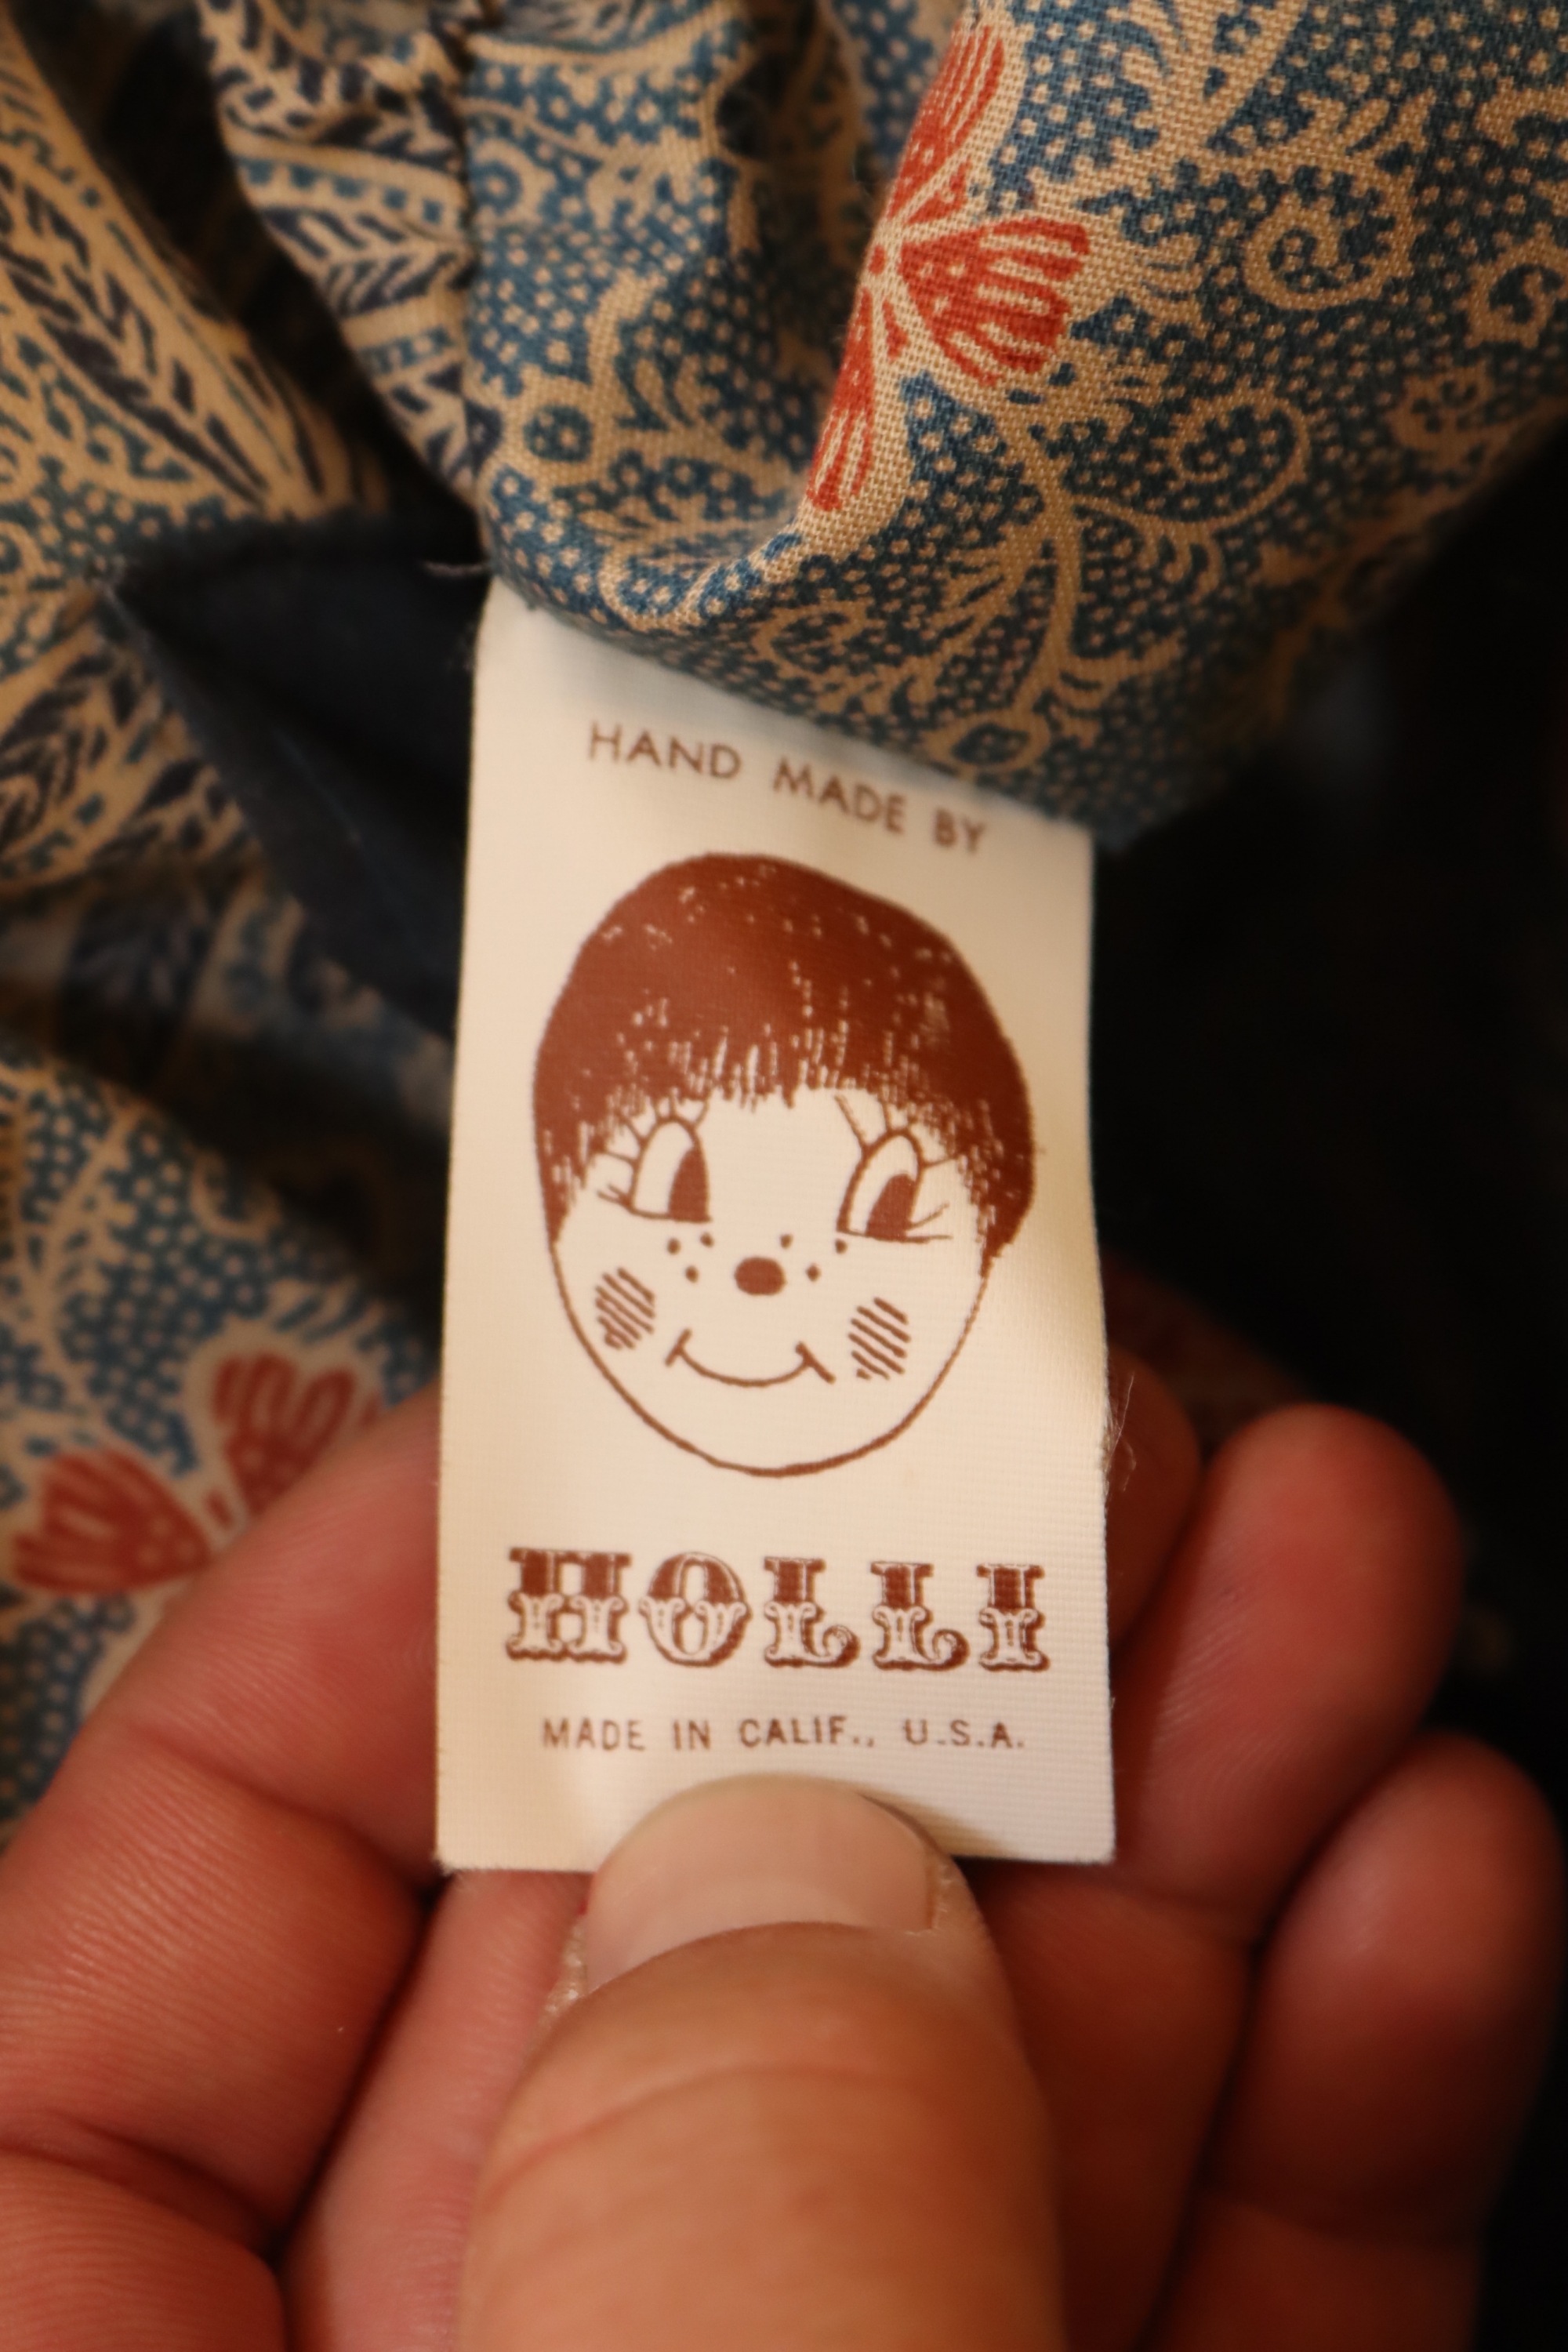 HAND MADE BY
HOLLI
MADE IN CALIF., U.S.A.